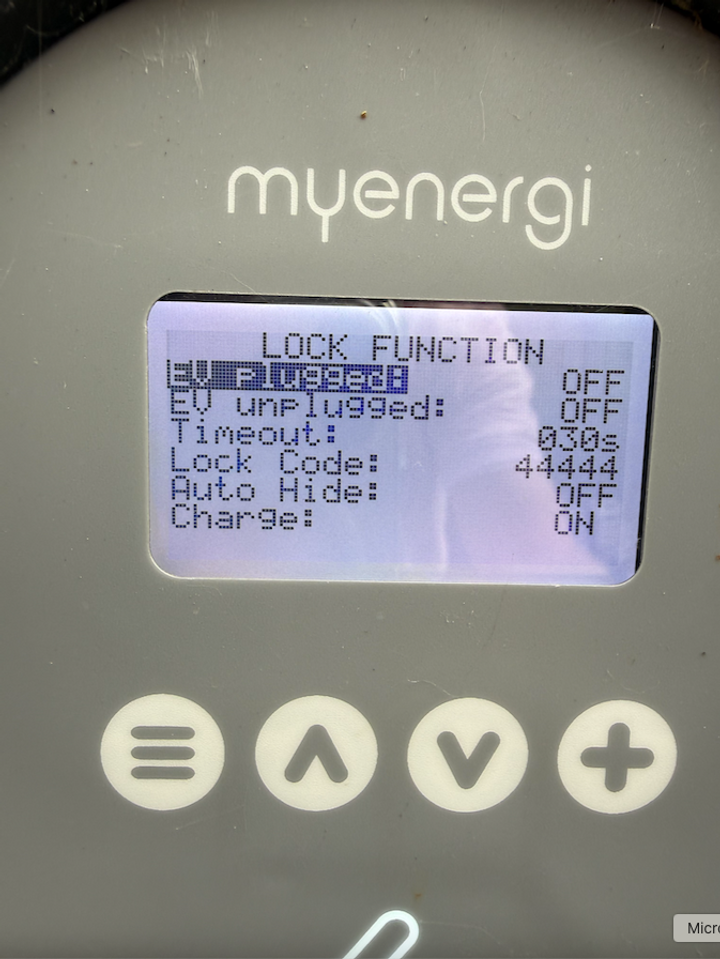 myenergi
LOCK FUNCTION
EV Plugged: OFF
EV unplugged: OFF
Timeout: 030s
Lock Code: 44444
Auto Hide: OFF
Charge: ON